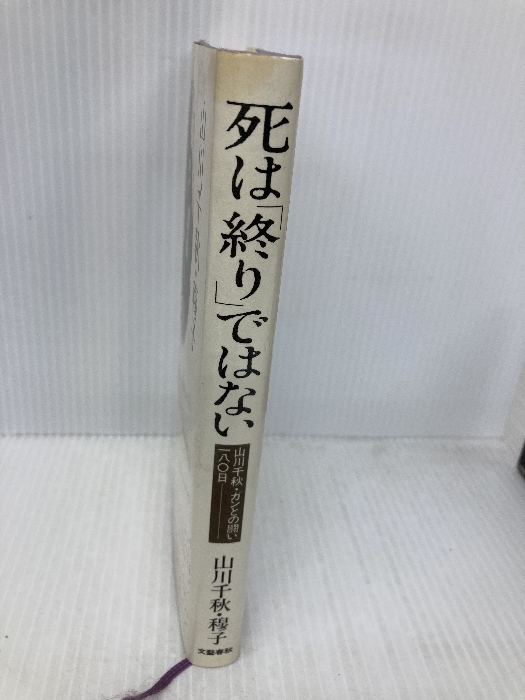 死は「終り」ではない
山川千秋・ガンとの闘い
一八〇日
山川千秋・穆子
文藝春秋